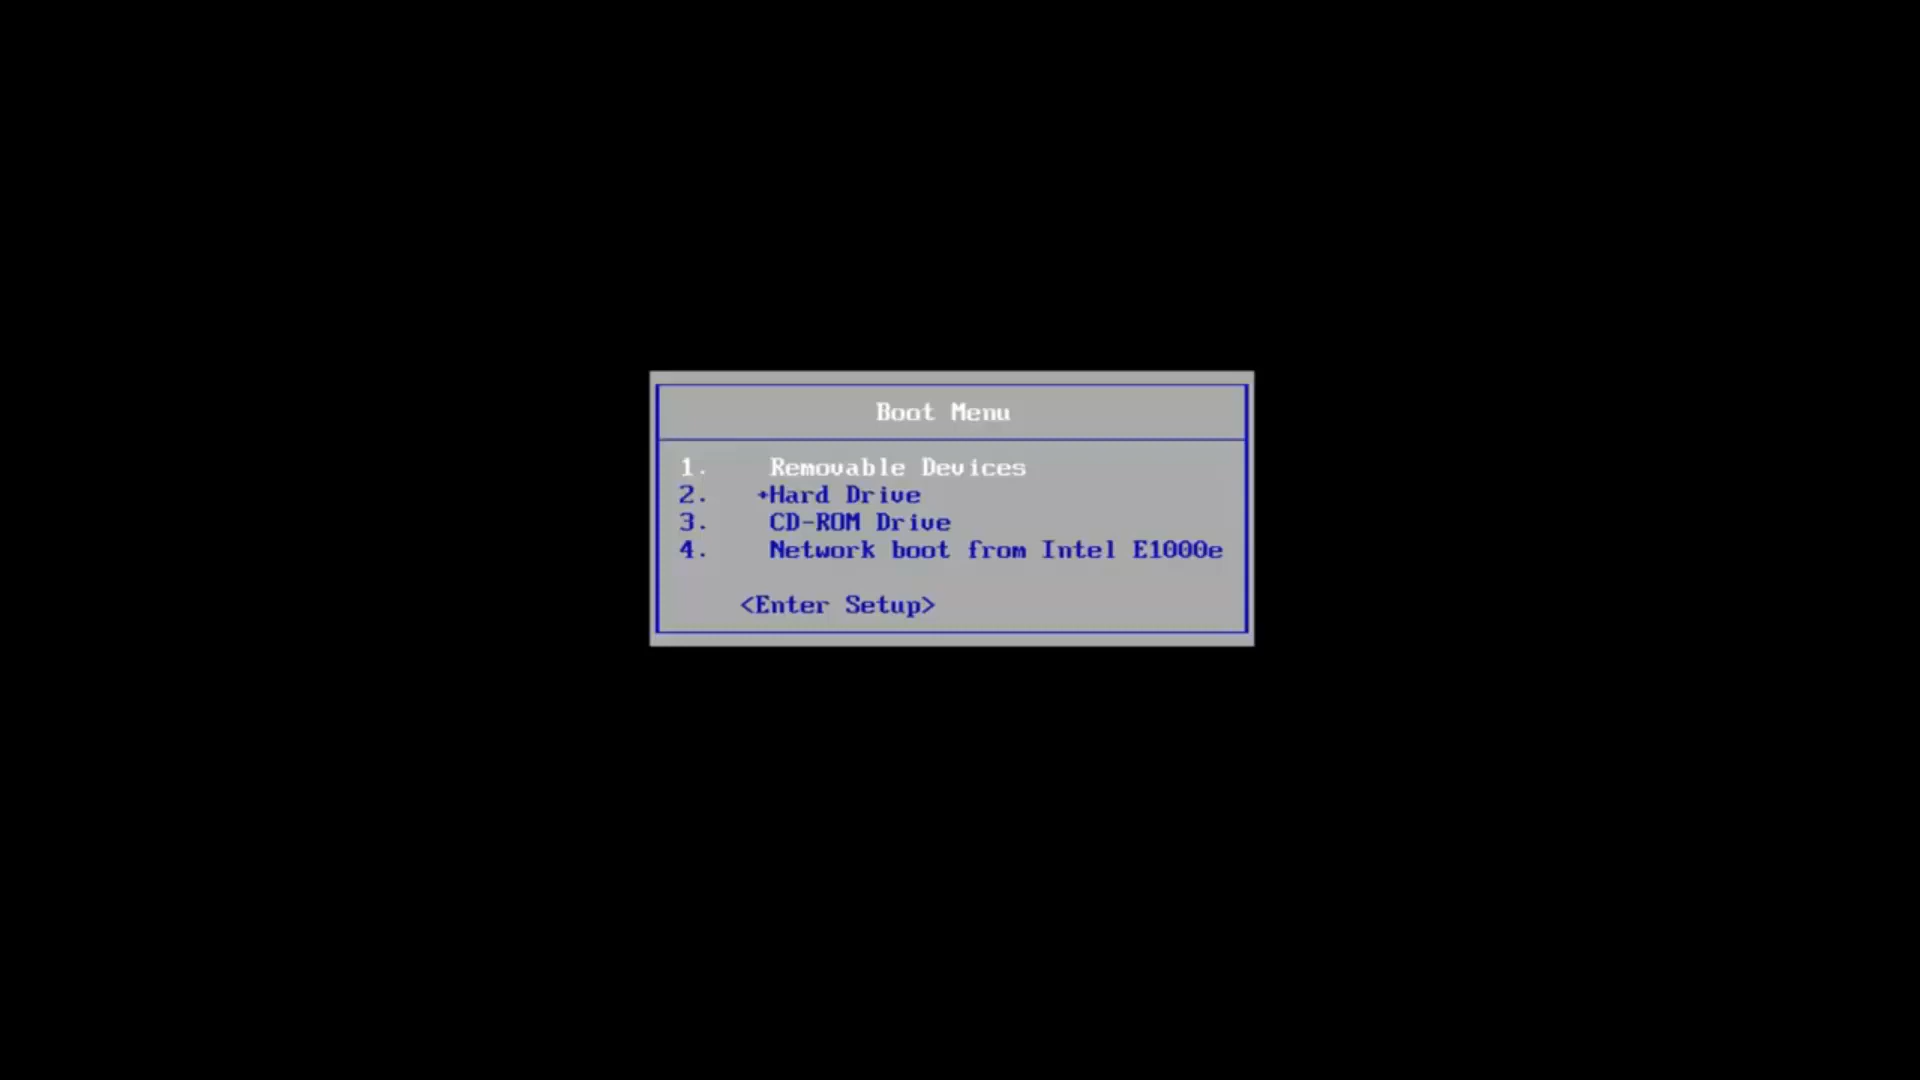 Boot Menu
1. Removable Devices
2. +Hard Drive
3. CD-ROM Drive
4. Network boot from Intel E1000e
<Enter Setup>